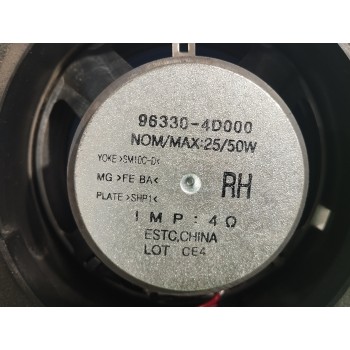 96330-4D000
NOM/MAX:25/50W
YOKE >SM10C-D<
MG >FE BA<
RH
PLATE >SHP1<
IMP:4Ω
ESTC,CHINA
LOT CE4